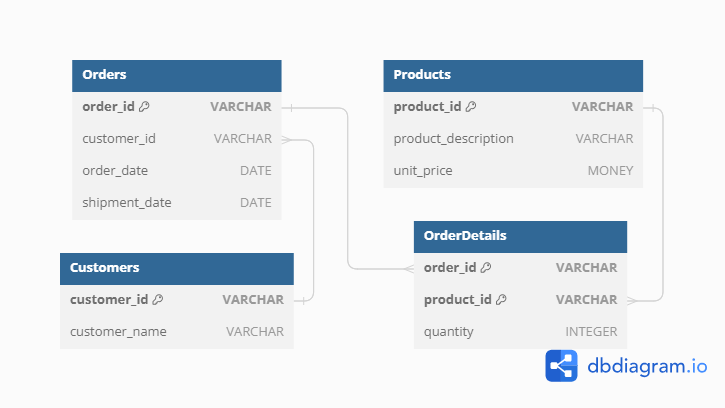 Orders
order_id VARCHAR
customer_id VARCHAR
order_date DATE
shipment_date DATE
Products
product_id VARCHAR
product_description VARCHAR
unit_price MONEY
Customers
customer_id VARCHAR
customer_name VARCHAR
OrderDetails
order_id VARCHAR
product_id VARCHAR
quantity INTEGER
dbdiagram.io